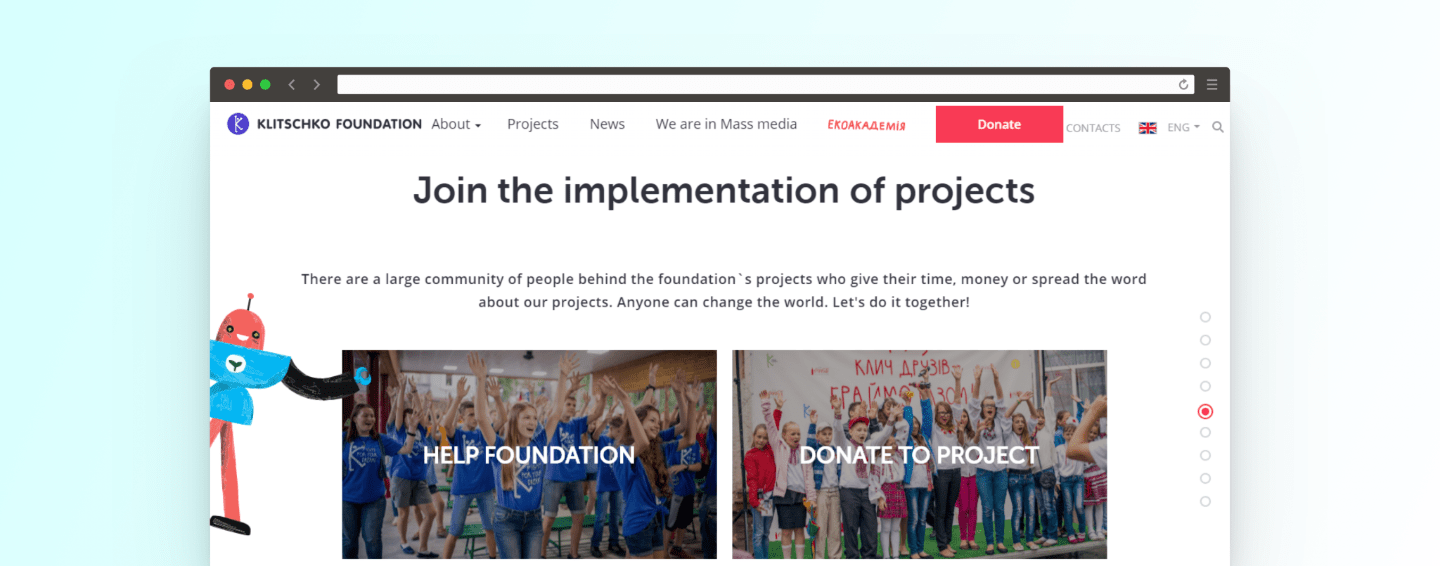 KLITSCHKO FOUNDATION About Projects News We are in Mass media ЕКОАКАДЕМІЯ Donate CONTACTS ENG
Join the implementation of projects
There are a large community of people behind the foundation`s projects who give their time, money or spread the word
about our projects. Anyone can change the world. Let's do it together!
КЛИЧ ДРУЗІВ
HELP FOUNDATION
DONATE TO PROJECT